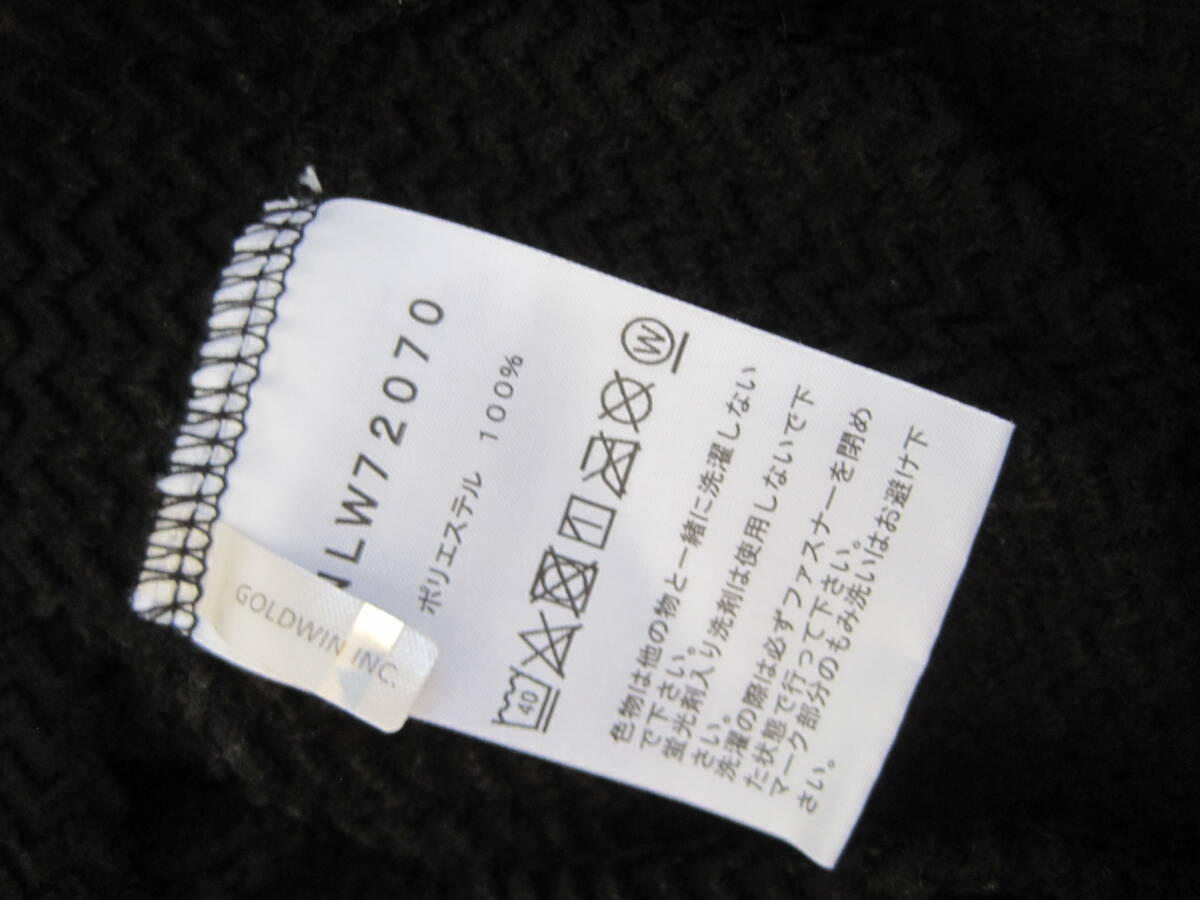 NLW72070
GOLDWIN INC.
ポリエステル 100%
40
W
色物は他の物と一緒に洗濯しない
で下さい。
蛍光剤入り洗剤は使用しないで下
さい。
洗濯の際は必ずファスナーを閉め
た状態で行って下さい。
マーク部分のもみ洗いはお避け下
さい。